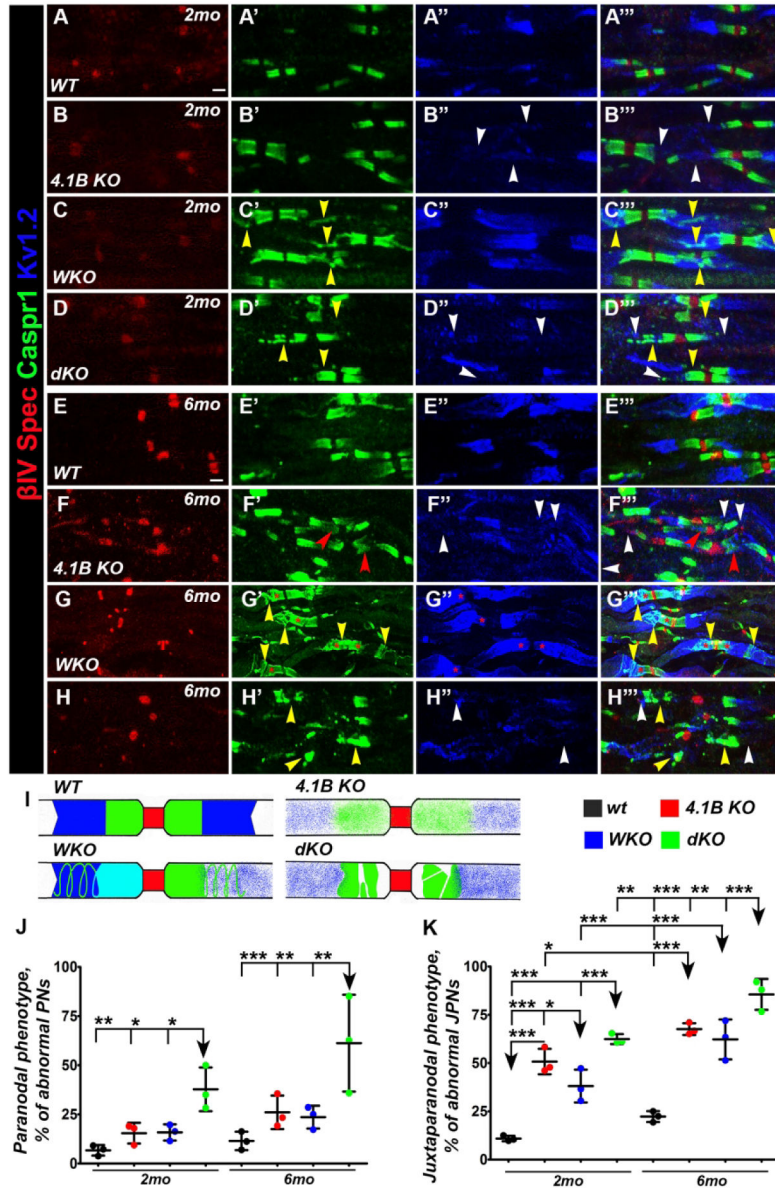 βIV Spec Caspr1 Kv1.2
A 2mo A' A'' A'''
WT
B 2mo B' B'' B'''
4.1B KO
C 2mo C' C'' C'''
WKO
D 2mo D' D'' D'''
dKO
E 6mo E' E'' E'''
WT
F 6mo F' F'' F'''
4.1B KO
G 6mo G' G'' G'''
WKO
H 6mo H' H'' H'''
I WT 4.1B KO
WKO dKO
wt 4.1B KO
WKO dKO
J
Paranodal phenotype,
% of abnormal PNs
100
75
50
25
0
** * *
*** ** **
2mo 6mo
K
Juxtaparanodal phenotype,
% of abnormal JPNs
100
75
50
25
0
** *** ** ***
*** ***
* ***
*** ***
*** *
***
2mo 6mo